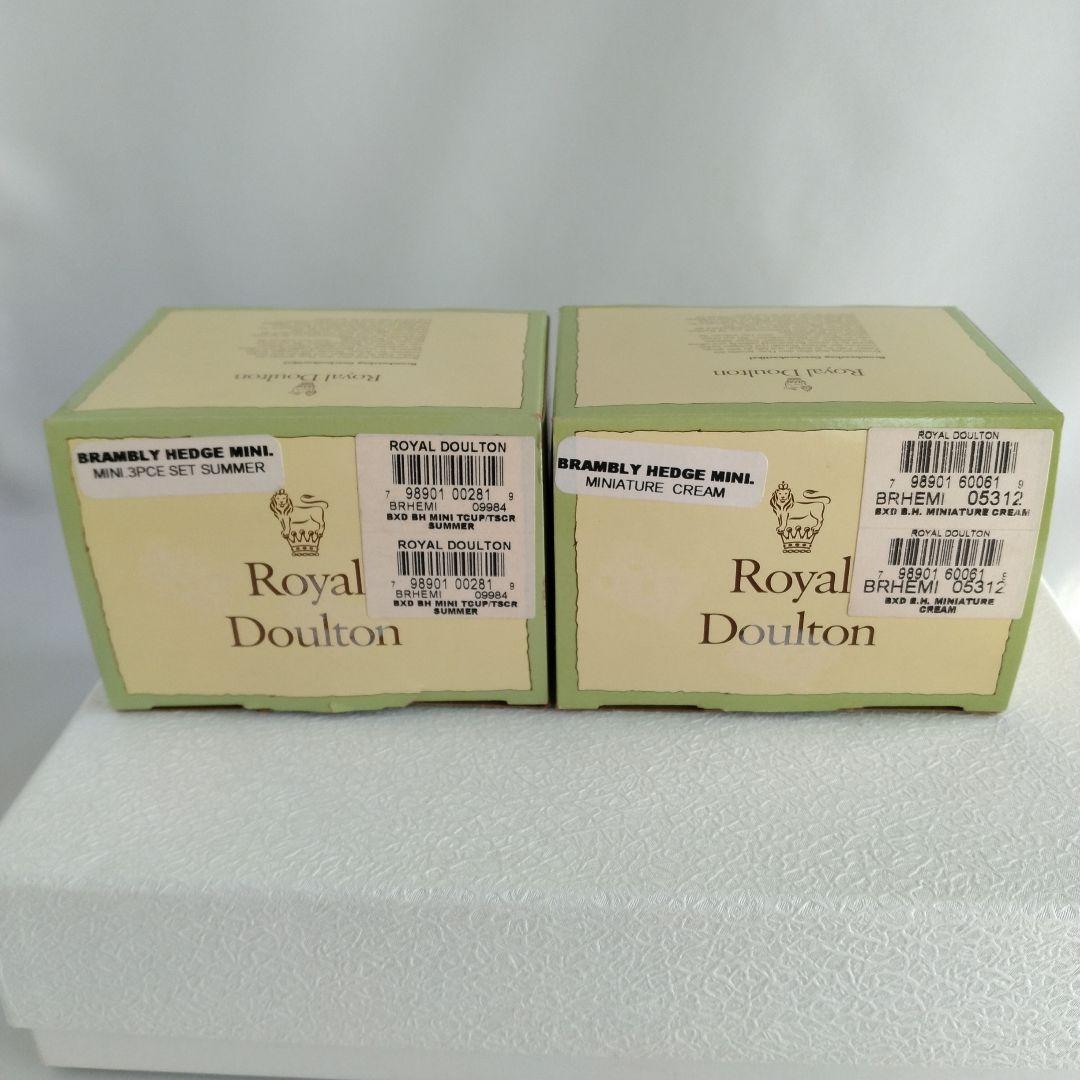 Royal Doulton
BRAMBLY HEDGE MINI.
MINI.3PCE SET SUMMER
ROYAL DOULTON
7 98901 00281 9
BRHEMI 09984
BXD BH MINI TCUP/TSCR
SUMMER
ROYAL DOULTON
7 98901 00281 9
BRHEMI 09984
BXD BH MINI TCUP/TSCR
SUMMER
Royal
Doulton
Royal Doulton
BRAMBLY HEDGE MINI.
MINIATURE CREAM
ROYAL DOULTON
7 98901 60061 9
BRHEMI 05312
BXD B.H. MINIATURE CREAM
ROYAL DOULTON
7 98901 60061
BRHEMI 05312
BXD B.H. MINIATURE
CREAM
Royal
Doulton